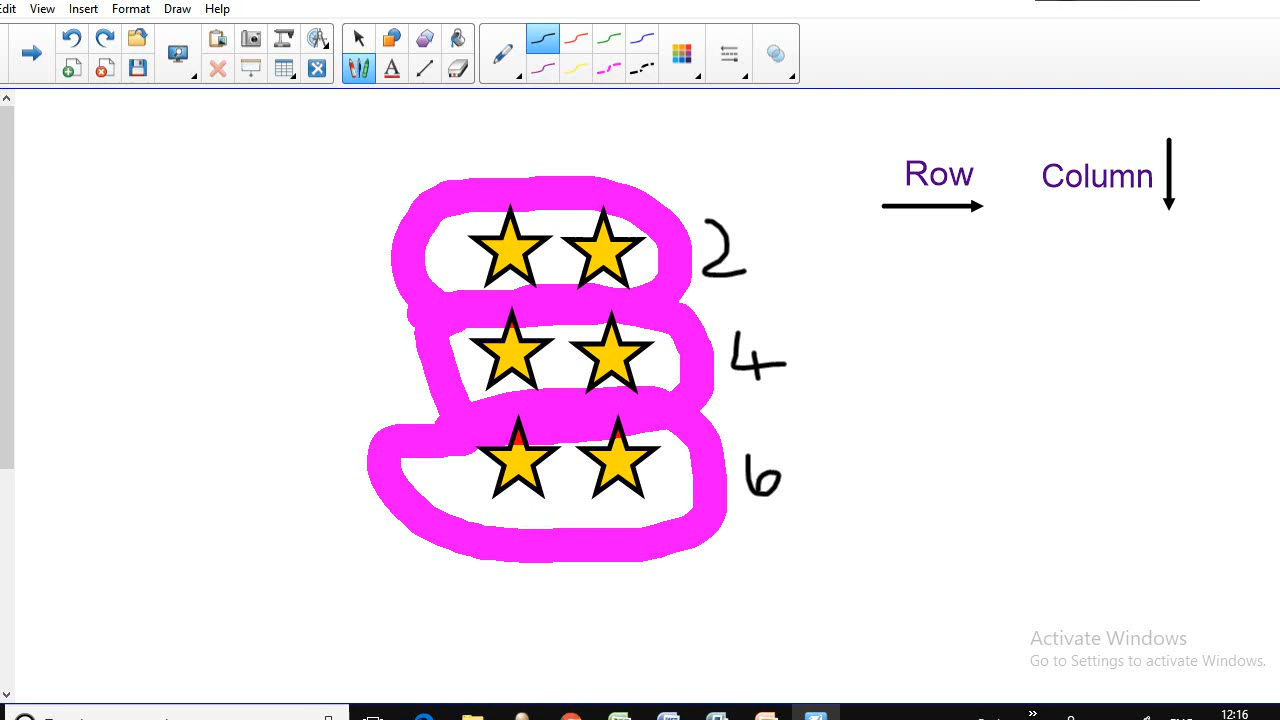 Edit View Insert Format Draw Help
Row Column
2
4
6
Activate Windows
Go to Settings to activate Windows.
12:16